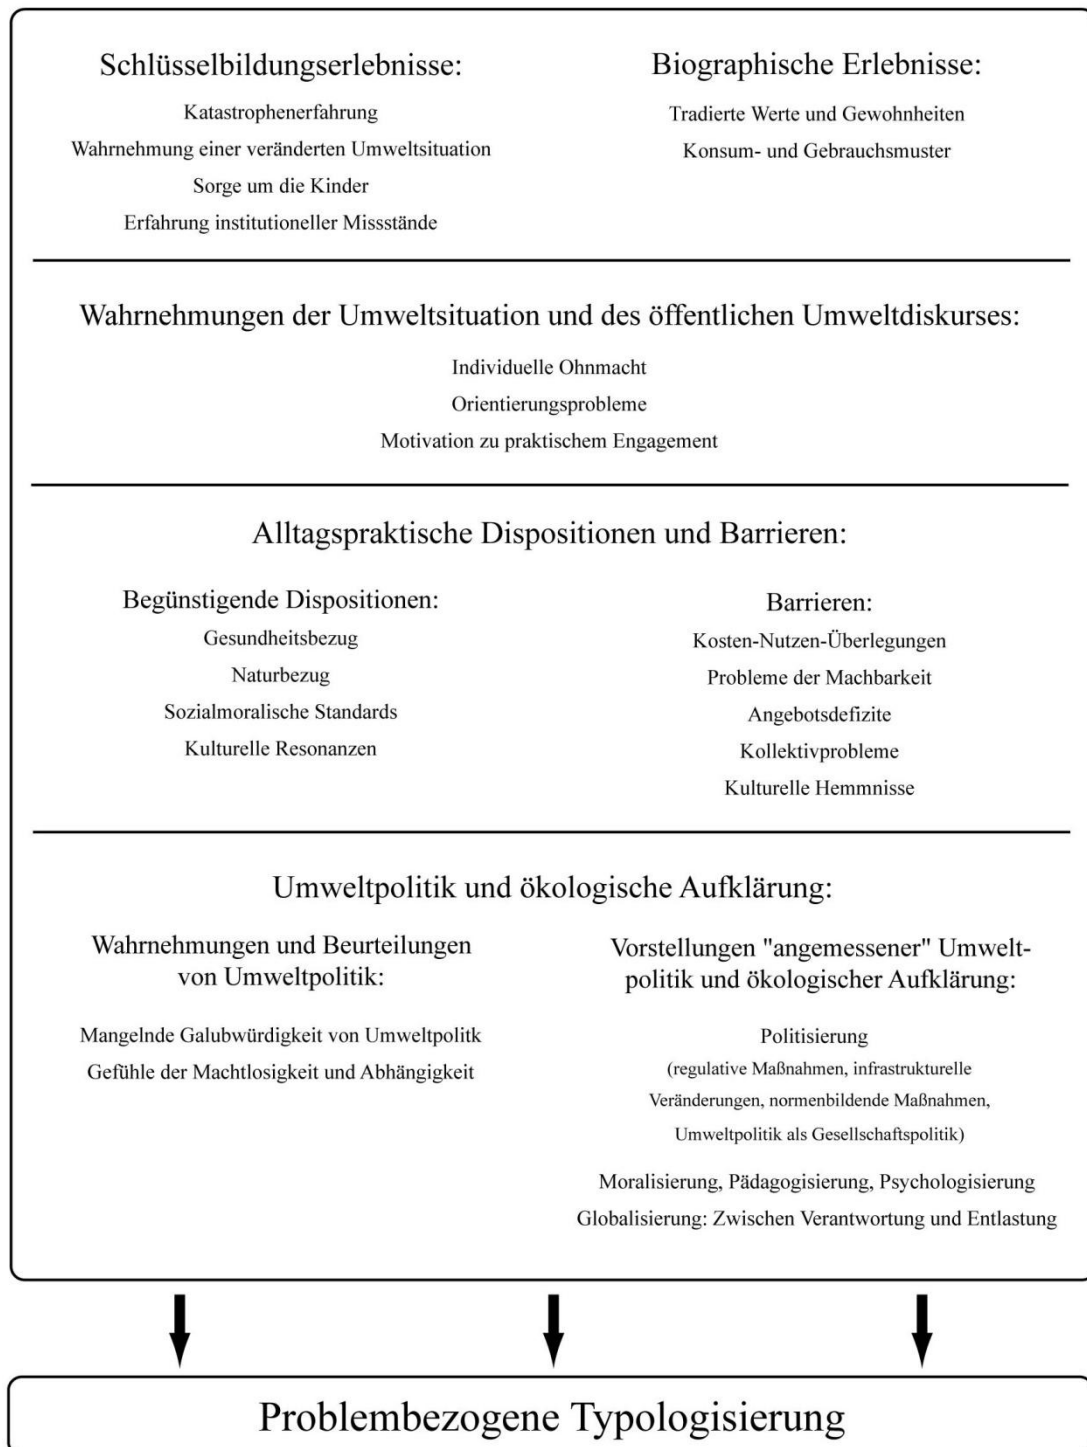 Schlüsselbildungserlebnisse:
Katastrophenerfahrung
Wahrnehmung einer veränderten Umweltsituation
Sorge um die Kinder
Erfahrung institutioneller Missstände
Biographische Erlebnisse:
Tradierte Werte und Gewohnheiten
Konsum- und Gebrauchsmuster
Wahrnehmungen der Umweltsituation und des öffentlichen Umweltdiskurses:
Individuelle Ohnmacht
Orientierungsprobleme
Motivation zu praktischem Engagement
Alltagspraktische Dispositionen und Barrieren:
Begünstigende Dispositionen:
Gesundheitsbezug
Naturbezug
Sozialmoralische Standards
Kulturelle Resonanzen
Barrieren:
Kosten-Nutzen-Überlegungen
Probleme der Machbarkeit
Angebotsdefizite
Kollektivprobleme
Kulturelle Hemmnisse
Umweltpolitik und ökologische Aufklärung:
Wahrnehmungen und Beurteilungen
von Umweltpolitik:
Mangelnde Galubwürdigkeit von Umweltpolitk
Gefühle der Machtlosigkeit und Abhängigkeit
Vorstellungen "angemessener" Umwelt-
politik und ökologischer Aufklärung:
Politisierung
(regulative Maßnahmen, infrastrukturelle
Veränderungen, normenbildende Maßnahmen,
Umweltpolitik als Gesellschaftspolitik)
Moralisierung, Pädagogisierung, Psychologisierung
Globalisierung: Zwischen Verantwortung und Entlastung
Problembezogene Typologisierung